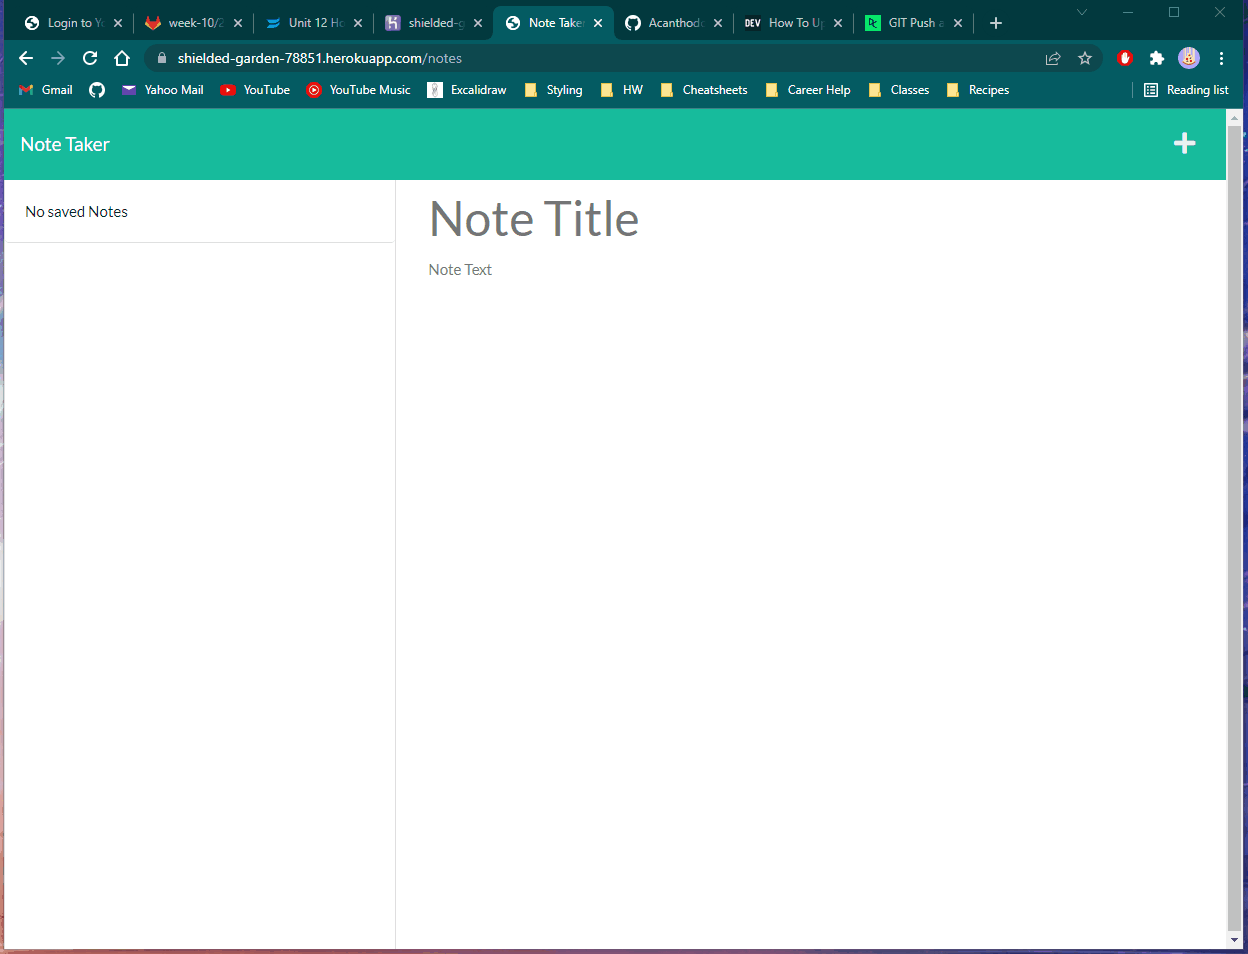 Login to Yo
week-10/2
Unit 12 Ho
shielded-g
Note Taker
Acanthodo
DEV How To Up
DC GIT Push a
shielded-garden-78851.herokuapp.com/notes
Gmail Yahoo Mail YouTube YouTube Music Excalidraw Styling HW Cheatsheets Career Help Classes Recipes Reading list
Note Taker
No saved Notes
Note Title
Note Text